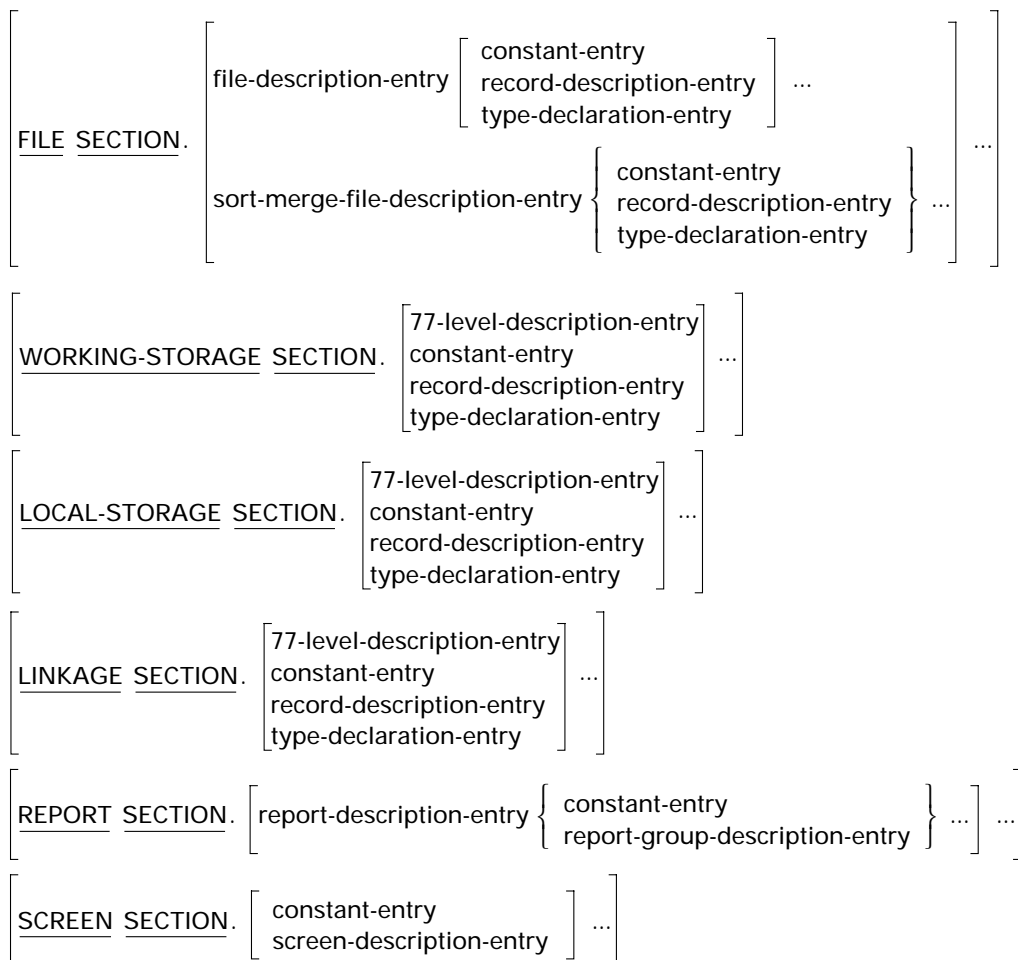 constant-entry
file-description-entry record-description-entry ...
type-declaration-entry
FILE SECTION. ...
constant-entry
sort-merge-file-description-entry record-description-entry ...
type-declaration-entry
77-level-description-entry
WORKING-STORAGE SECTION. constant-entry ...
record-description-entry
type-declaration-entry
77-level-description-entry
LOCAL-STORAGE SECTION. constant-entry ...
record-description-entry
type-declaration-entry
77-level-description-entry
LINKAGE SECTION. constant-entry ...
record-description-entry
type-declaration-entry
constant-entry
REPORT SECTION. report-description-entry ... ...
report-group-description-entry
constant-entry
SCREEN SECTION. ...
screen-description-entry